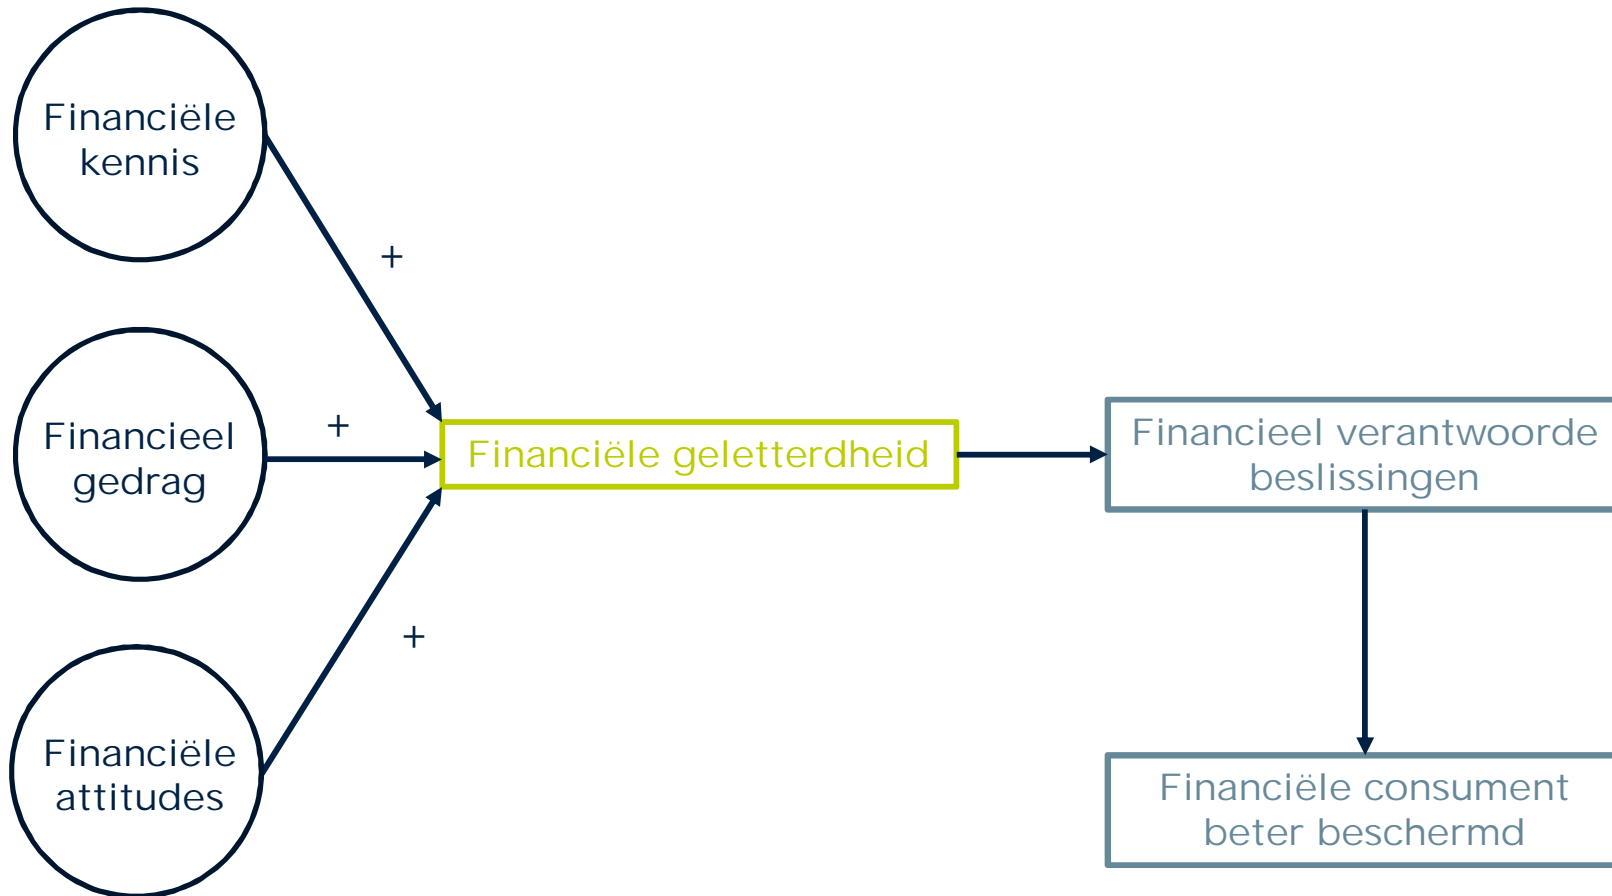 Financiële
kennis
+
Financieel
gedrag
+
Financiële geletterdheid
Financieel verantwoorde
beslissingen
+
Financiële
attitudes
Financiële consument
beter beschermd